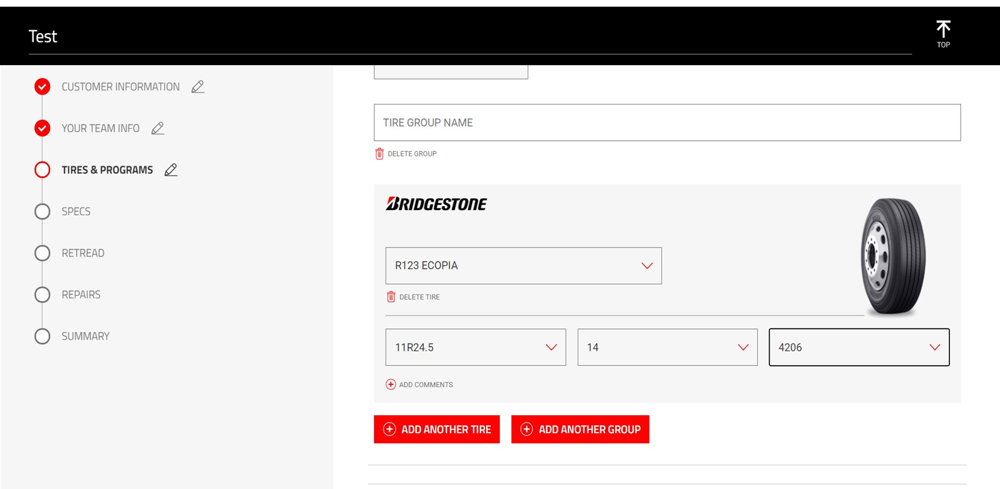 Test
TOP
CUSTOMER INFORMATION
YOUR TEAM INFO
TIRES & PROGRAMS
SPECS
RETREAD
REPAIRS
SUMMARY
TIRE GROUP NAME
DELETE GROUP
BRIDGESTONE
R123 ECOPIA
DELETE TIRE
11R24.5 14 4206
ADD COMMENTS
ADD ANOTHER TIRE ADD ANOTHER GROUP